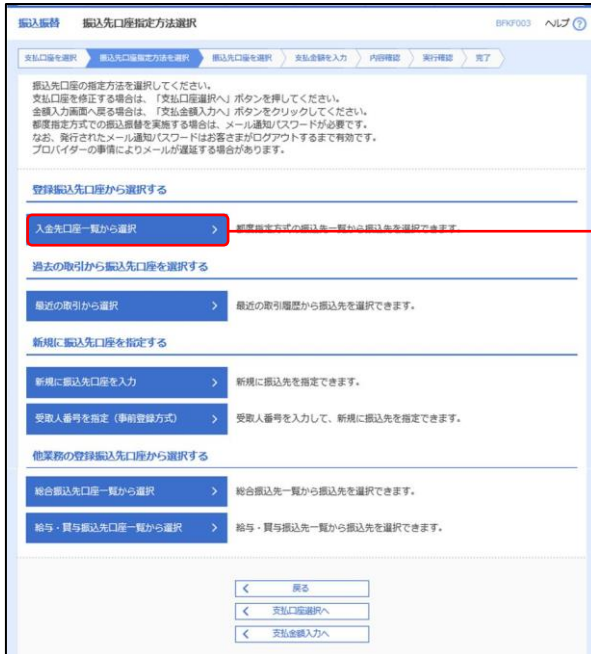 振込振替 振込先口座指定方法選択 BFKF003 ヘルプ ?
支払口座を選択 振込先口座指定方法を選択 振込先口座を選択 支払金額を入力 内容確認 実行確認 完了
振込先口座の指定方法を選択してください。
支払口座を修正する場合は、「支払口座選択へ」ボタンを押してください。
金額入力画面へ戻る場合は、「支払金額入力へ」ボタンをクリックしてください。
都度指定方式での振込振替を実施する場合は、メール通知パスワードが必要です。
なお、発行されたメール通知パスワードはお客さまがログアウトするまで有効です。
プロバイダーの事情によりメールが遅延する場合があります。
登録振込先口座から選択する
入金先口座一覧から選択 都度指定方式の振込先一覧から振込先を選択できます。
過去の取引から振込先口座を選択する
最近の取引から選択 最近の取引履歴から振込先を選択できます。
新規に振込先口座を指定する
新規に振込先口座を入力 新規に振込先を指定できます。
受取人番号を指定（事前登録方式） 受取人番号を入力して、新規に振込先を指定できます。
他業務の登録振込先口座から選択する
総合振込先口座一覧から選択 総合振込先一覧から振込先を選択できます。
給与・賞与振込先口座一覧から選択 給与・賞与振込先一覧から振込先を選択できます。
戻る
支払口座選択へ
支払金額入力へ